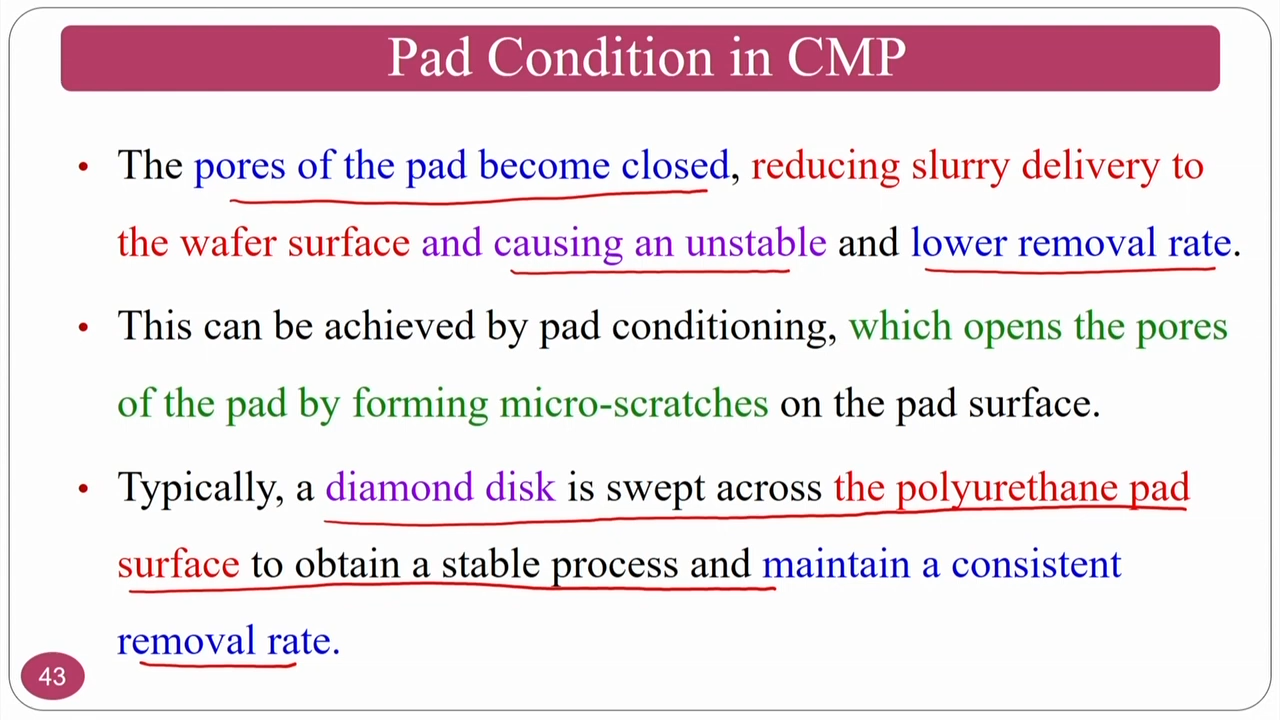 Pad Condition in CMP
• The pores of the pad become closed, reducing slurry delivery to
the wafer surface and causing an unstable and lower removal rate.
• This can be achieved by pad conditioning, which opens the pores
of the pad by forming micro-scratches on the pad surface.
• Typically, a diamond disk is swept across the polyurethane pad
surface to obtain a stable process and maintain a consistent
removal rate.
43